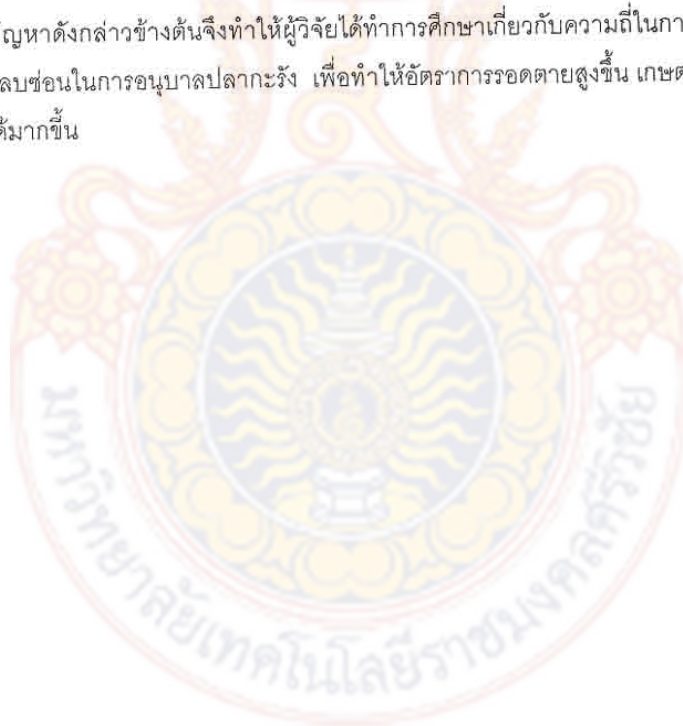 ัญหาดังกล่าวข้างต้นจึงทำให้ผู้วิจัยได้ทำการศึกษาเกี่ยวกับความถี่ในกา
ลบซ่อนในการอนุบาลปลากะรัง เพื่อทำให้อัตราการรอดตายสูงขึ้น เกษต
ด้มากขึ้น
มหาวิทยาลัยเทคโนโลยีราชมงคลศรีวิชัย